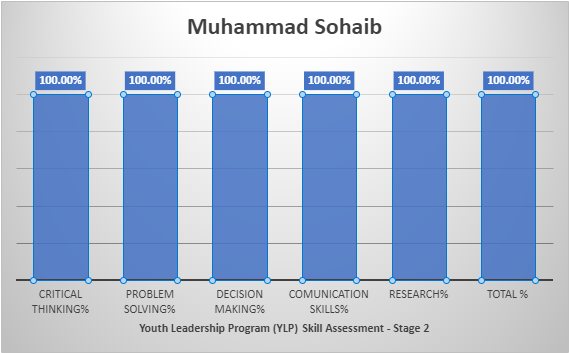 Muhammad Sohaib
100.00% 100.00% 100.00% 100.00% 100.00% 100.00%
CRITICAL THINKING%
PROBLEM SOLVING%
DECISION MAKING%
COMUNICATION SKILLS%
RESEARCH%
TOTAL %
Youth Leadership Program (YLP) Skill Assessment - Stage 2